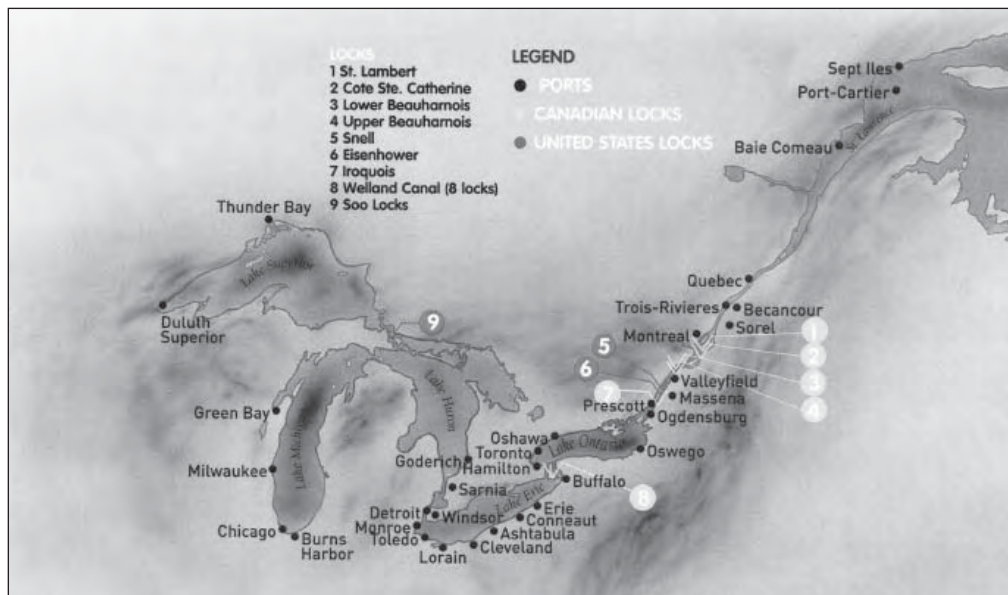 LOCKS
1 St. Lambert
2 Cote Ste. Catherine
3 Lower Beauharnois
4 Upper Beauharnois
5 Snell
6 Eisenhower
7 Iroquois
8 Welland Canal (8 locks)
9 Soo Locks
LEGEND
PORTS
CANADIAN LOCKS
UNITED STATES LOCKS
Sept Iles
Port-Cartier
Lawrence
Baie Comeau
Thunder Bay
Lake Superior
Duluth
Superior
9
Quebec
Trois-Rivieres
Becancour
Sorel
Montreal
1
2
3
4
5
6
7
Valleyfield
Massena
Prescott
Ogdensburg
Green Bay
Lake Michi
Lake Huron
Milwaukee
Chicago
Burns
Harbor
Goderich
Oshawa
Toronto
Hamilton
Lake Ontario
Oswego
Buffalo
8
Sarnia
Detroit
Windsor
Monroe
Toledo
Lake Erie
Erie
Conneaut
Ashtabula
Cleveland
Lorain